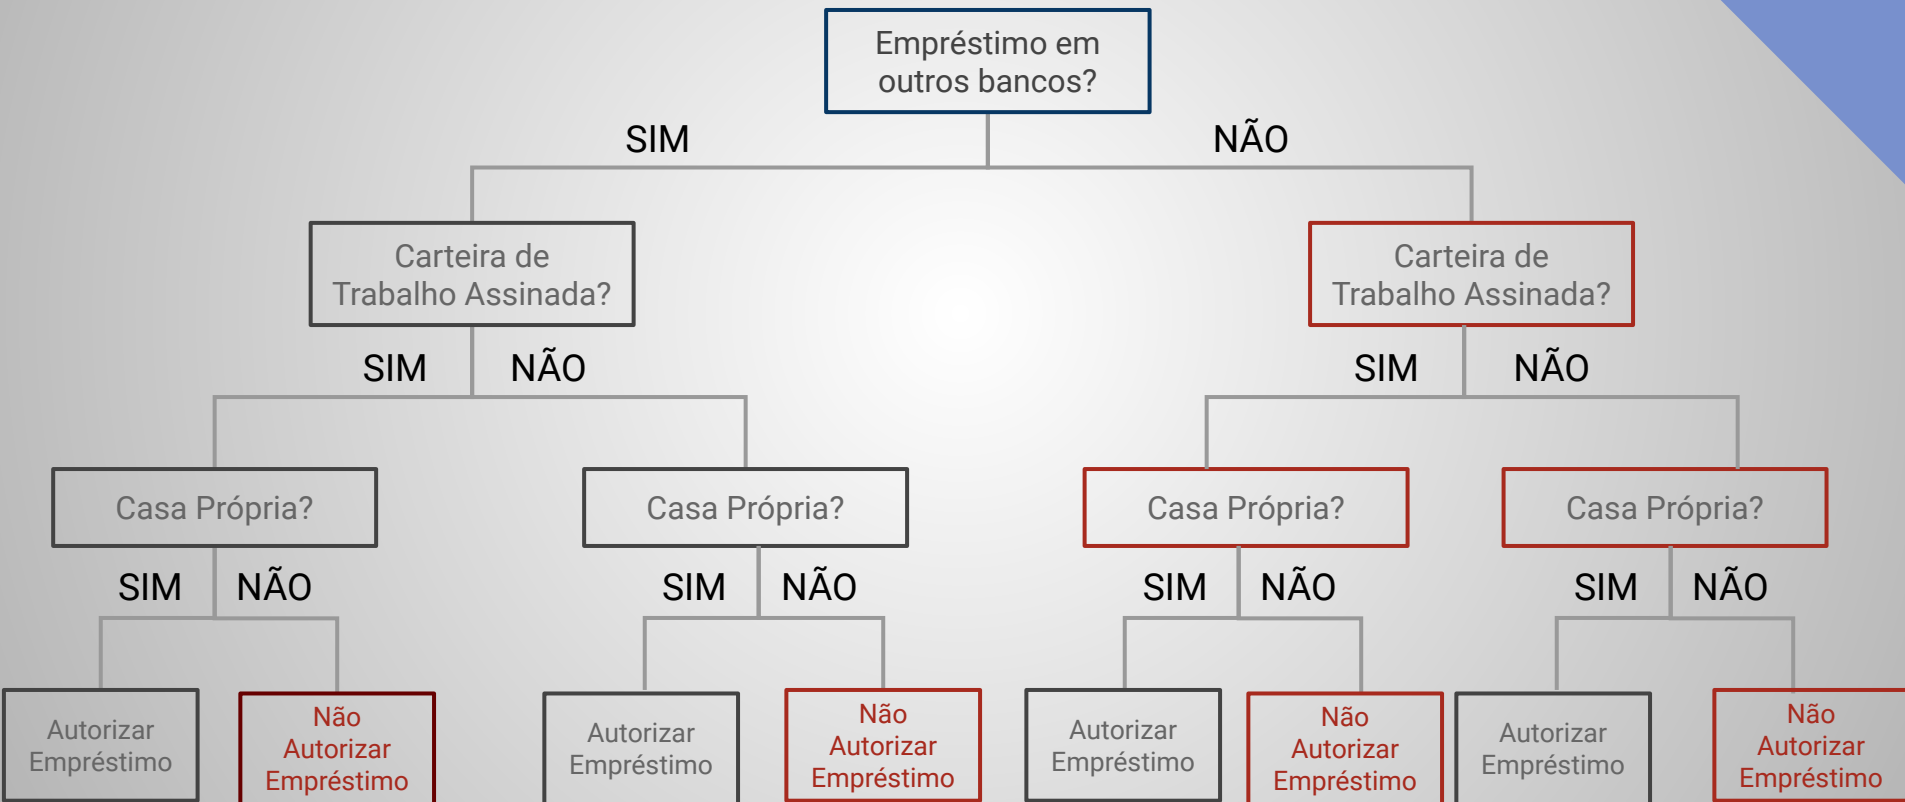 Empréstimo em
outros bancos?
SIM
NÃO
Carteira de
Trabalho Assinada?
Carteira de
Trabalho Assinada?
SIM
NÃO
SIM
NÃO
Casa Própria?
Casa Própria?
Casa Própria?
Casa Própria?
SIM
NÃO
SIM
NÃO
SIM
NÃO
SIM
NÃO
Autorizar
Empréstimo
Não
Autorizar
Empréstimo
Autorizar
Empréstimo
Não
Autorizar
Empréstimo
Autorizar
Empréstimo
Não
Autorizar
Empréstimo
Autorizar
Empréstimo
Não
Autorizar
Empréstimo